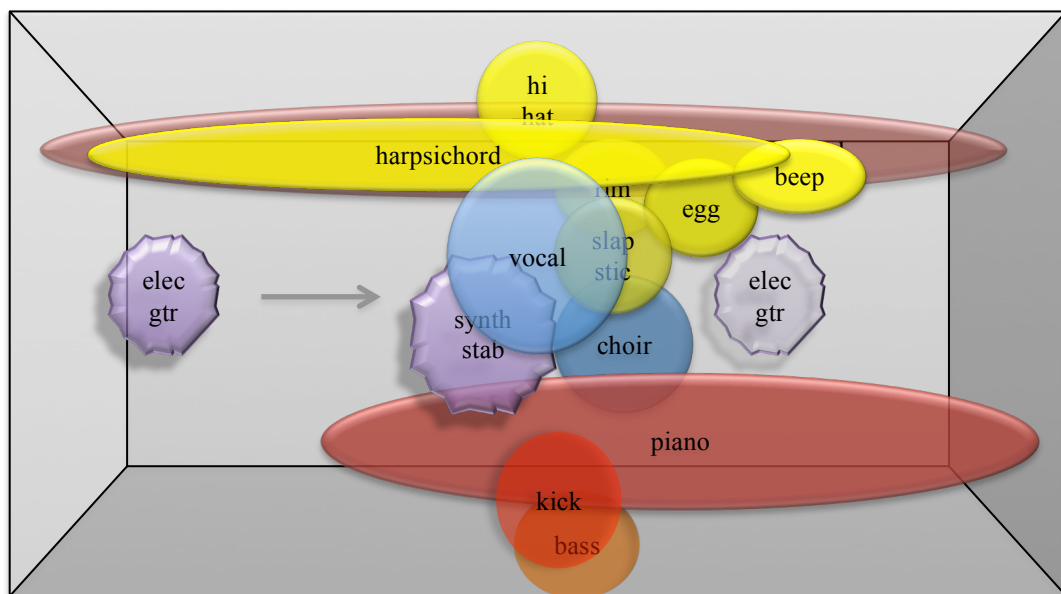 hi
hat
harpsichord
rim
beep
egg
slap
stic
vocal
elec
gtr
elec
gtr
synth
stab
choir
piano
kick
bass